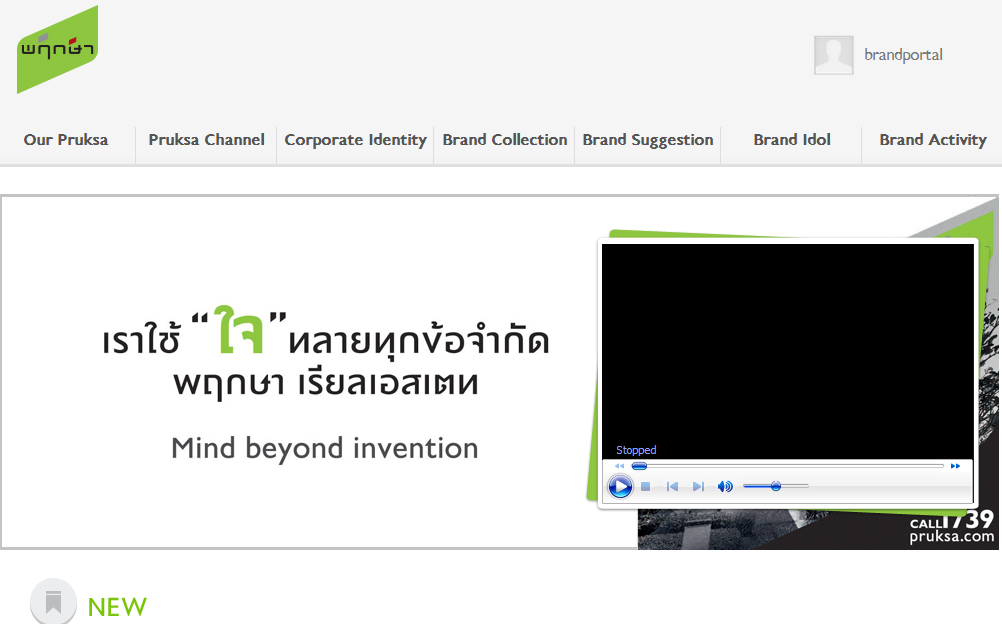 พฤกษา
brandportal
Our Pruksa Pruksa Channel Corporate Identity Brand Collection Brand Suggestion Brand Idol Brand Activity
เราใช้ “ใจ” ทลายทุกข้อจำกัด
พฤกษา เรียลเอสเตท
Mind beyond invention
Stopped
CALL 1739
pruksa.com
NEW